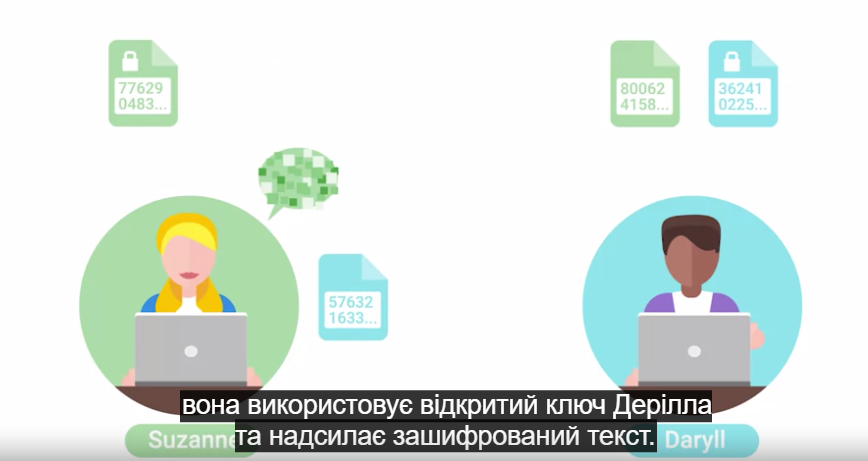 77629
0483...
80062
4158...
36241
0225...
57632
1633...
вона використовує відкритий ключ Дерілла
та надсилає зашифрований текст.
Suzanne
Daryll